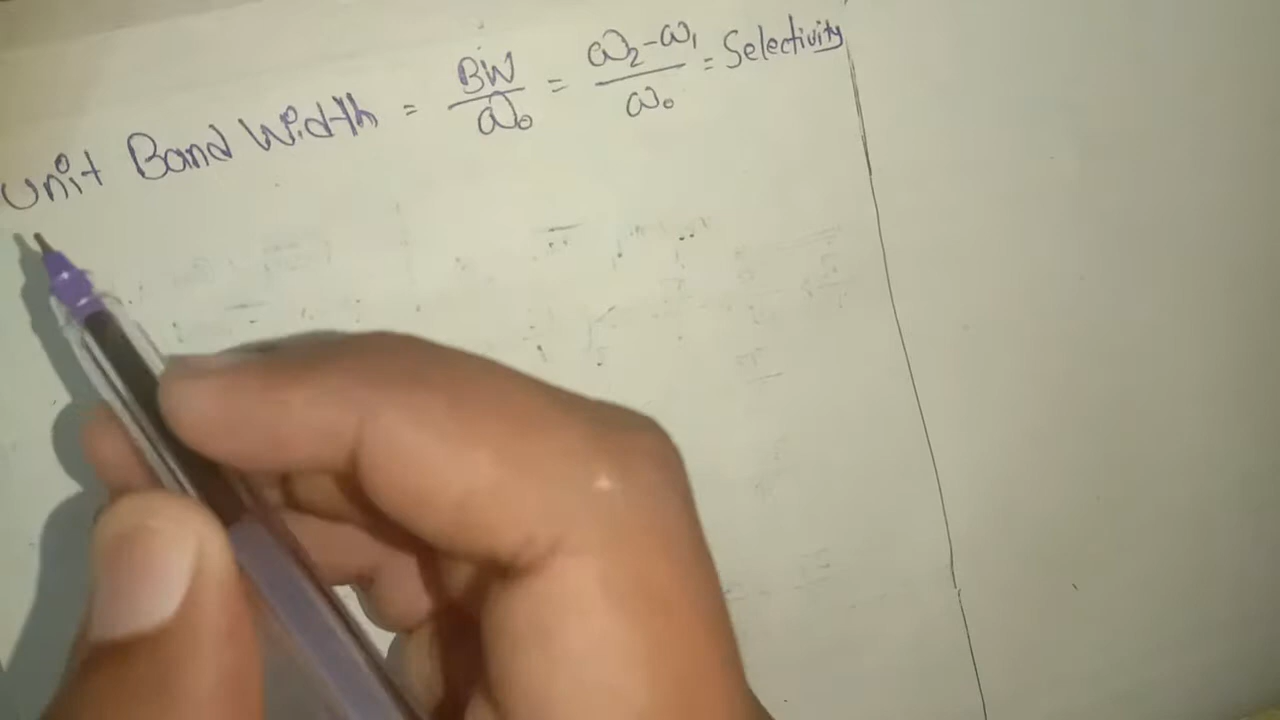 Unit Band Width = BW/ω₀ = ω₂-ω₁/ω₀ = Selectivity